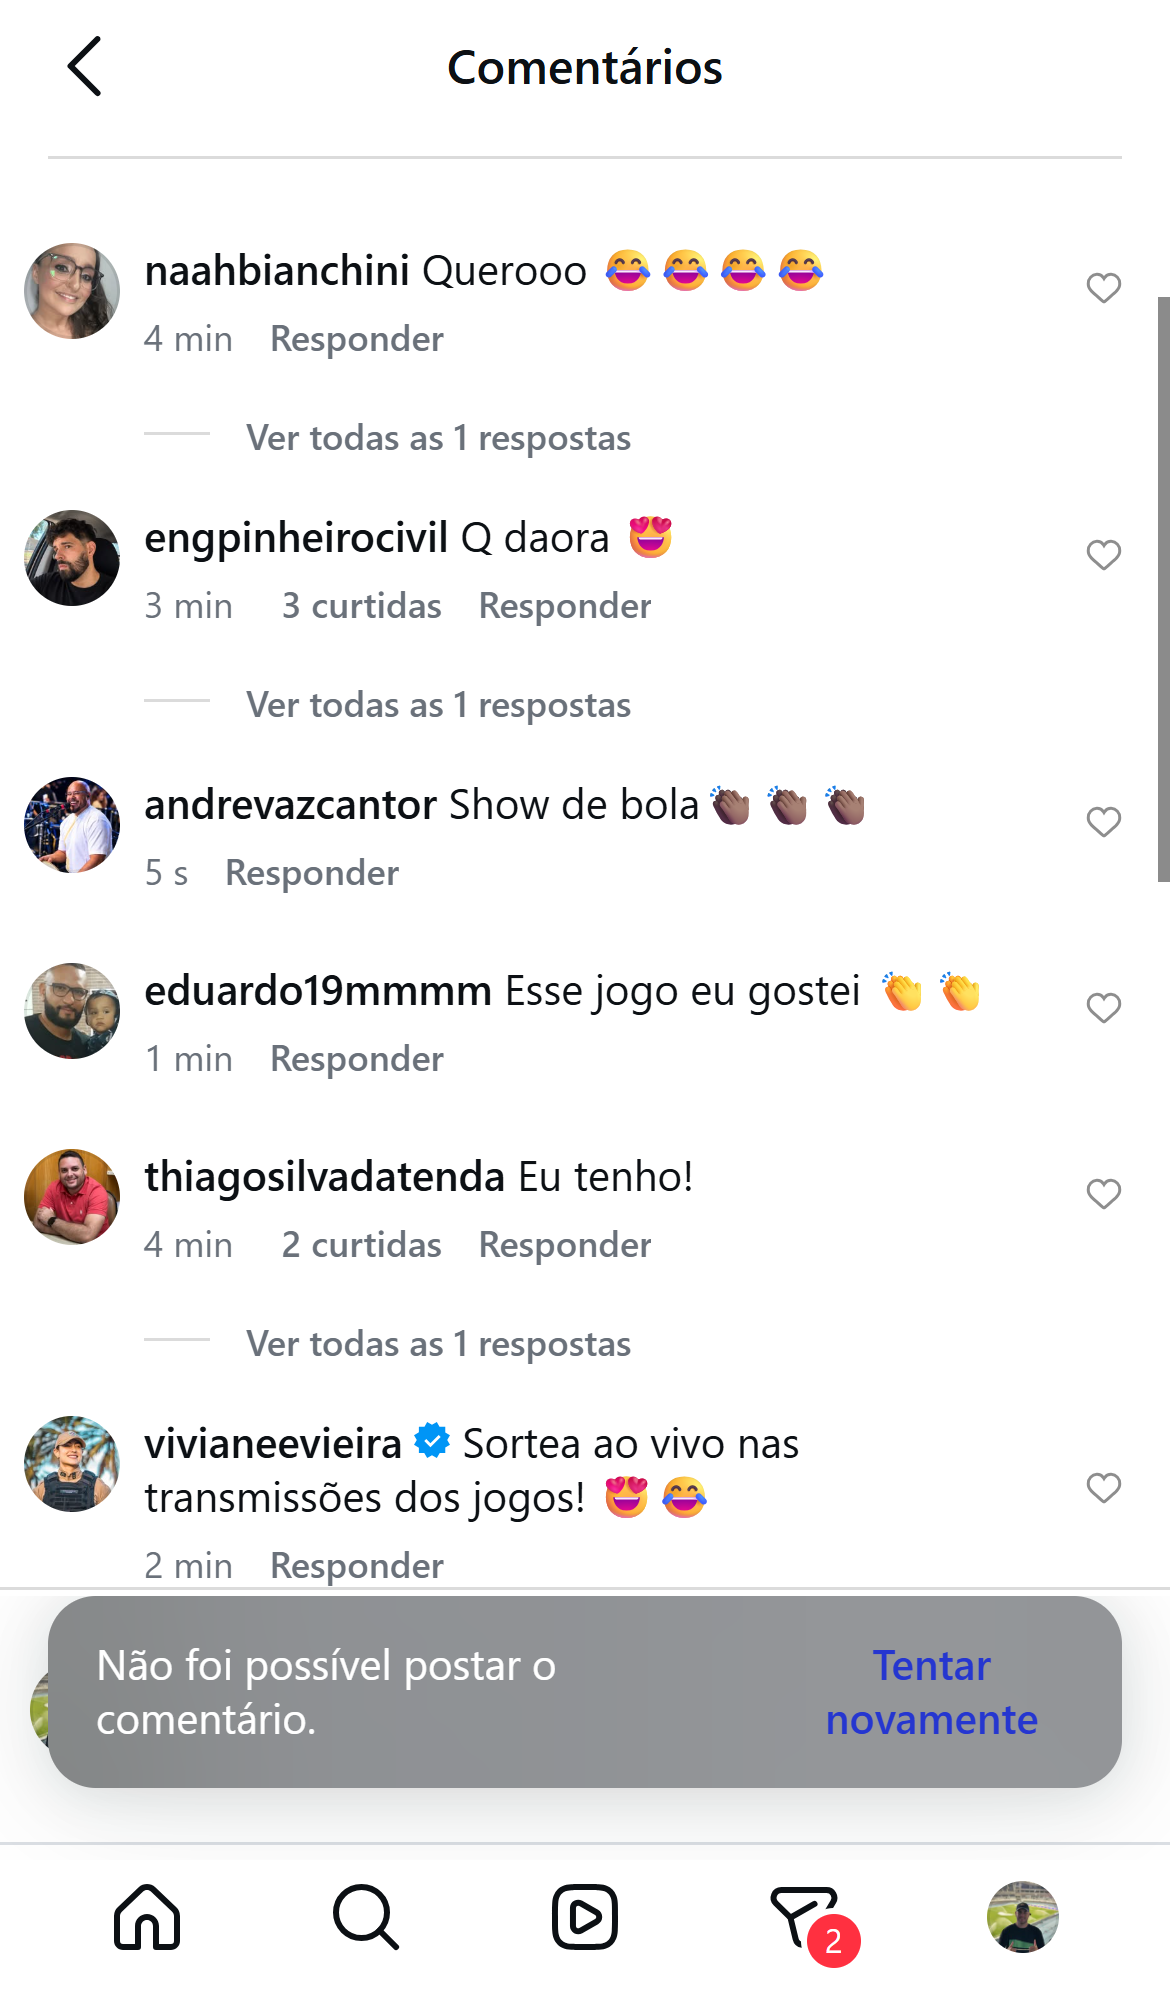 Comentários
naahbianchini Querooo 😂😂😂😂
4 min Responder
Ver todas as 1 respostas
engpinheirocivil Q daora 😍
3 min 3 curtidas Responder
Ver todas as 1 respostas
andrevazcantor Show de bola👏🏾👏🏾👏🏾
5 s Responder
eduardo19mmmm Esse jogo eu gostei 👏👏
1 min Responder
thiagosilvadatenda Eu tenho!
4 min 2 curtidas Responder
Ver todas as 1 respostas
vivianeevieira Sortea ao vivo nas
transmissões dos jogos! 😍😂
2 min Responder
Não foi possível postar o
comentário.
Tentar
novamente
2